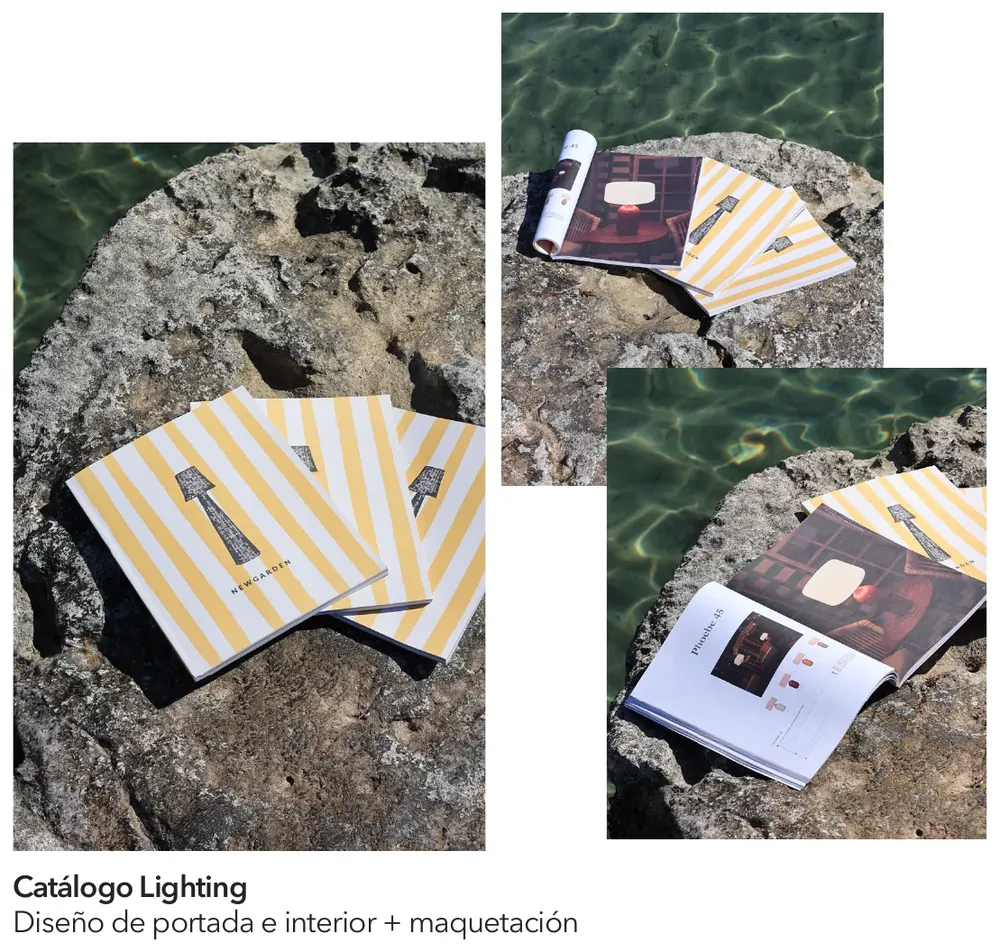 NEWGARDEN
Phoebe 45
Catálogo Lighting
Diseño de portada e interior + maquetación